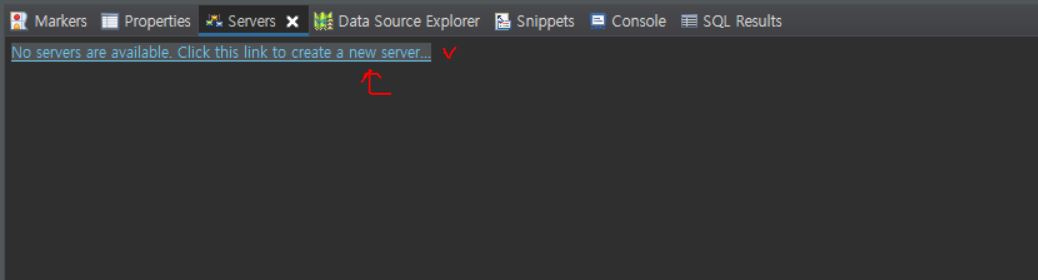 Markers Properties Servers Data Source Explorer Snippets Console SQL Results
No servers are available. Click this link to create a new server...